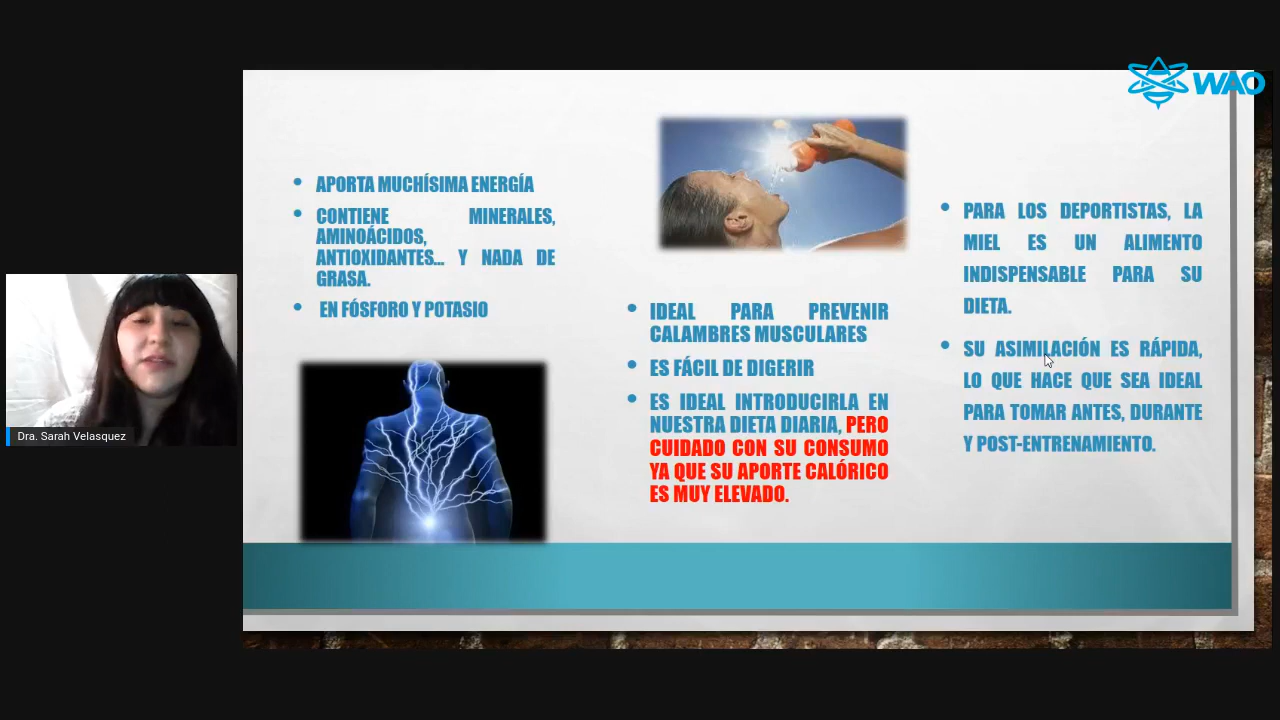 WAO
• APORTA MUCHÍSIMA ENERGÍA
• CONTIENE MINERALES,
AMINOÁCIDOS,
ANTIOXIDANTES... Y NADA DE
GRASA.
• EN FÓSFORO Y POTASIO
• IDEAL PARA PREVENIR
CALAMBRES MUSCULARES
• ES FÁCIL DE DIGERIR
• ES IDEAL INTRODUCIRLA EN
NUESTRA DIETA DIARIA, PERO
CUIDADO CON SU CONSUMO
YA QUE SU APORTE CALÓRICO
ES MUY ELEVADO.
• PARA LOS DEPORTISTAS, LA
MIEL ES UN ALIMENTO
INDISPENSABLE PARA SU
DIETA.
• SU ASIMILACIÓN ES RÁPIDA,
LO QUE HACE QUE SEA IDEAL
PARA TOMAR ANTES, DURANTE
Y POST-ENTRENAMIENTO.
Dra. Sarah Velasquez